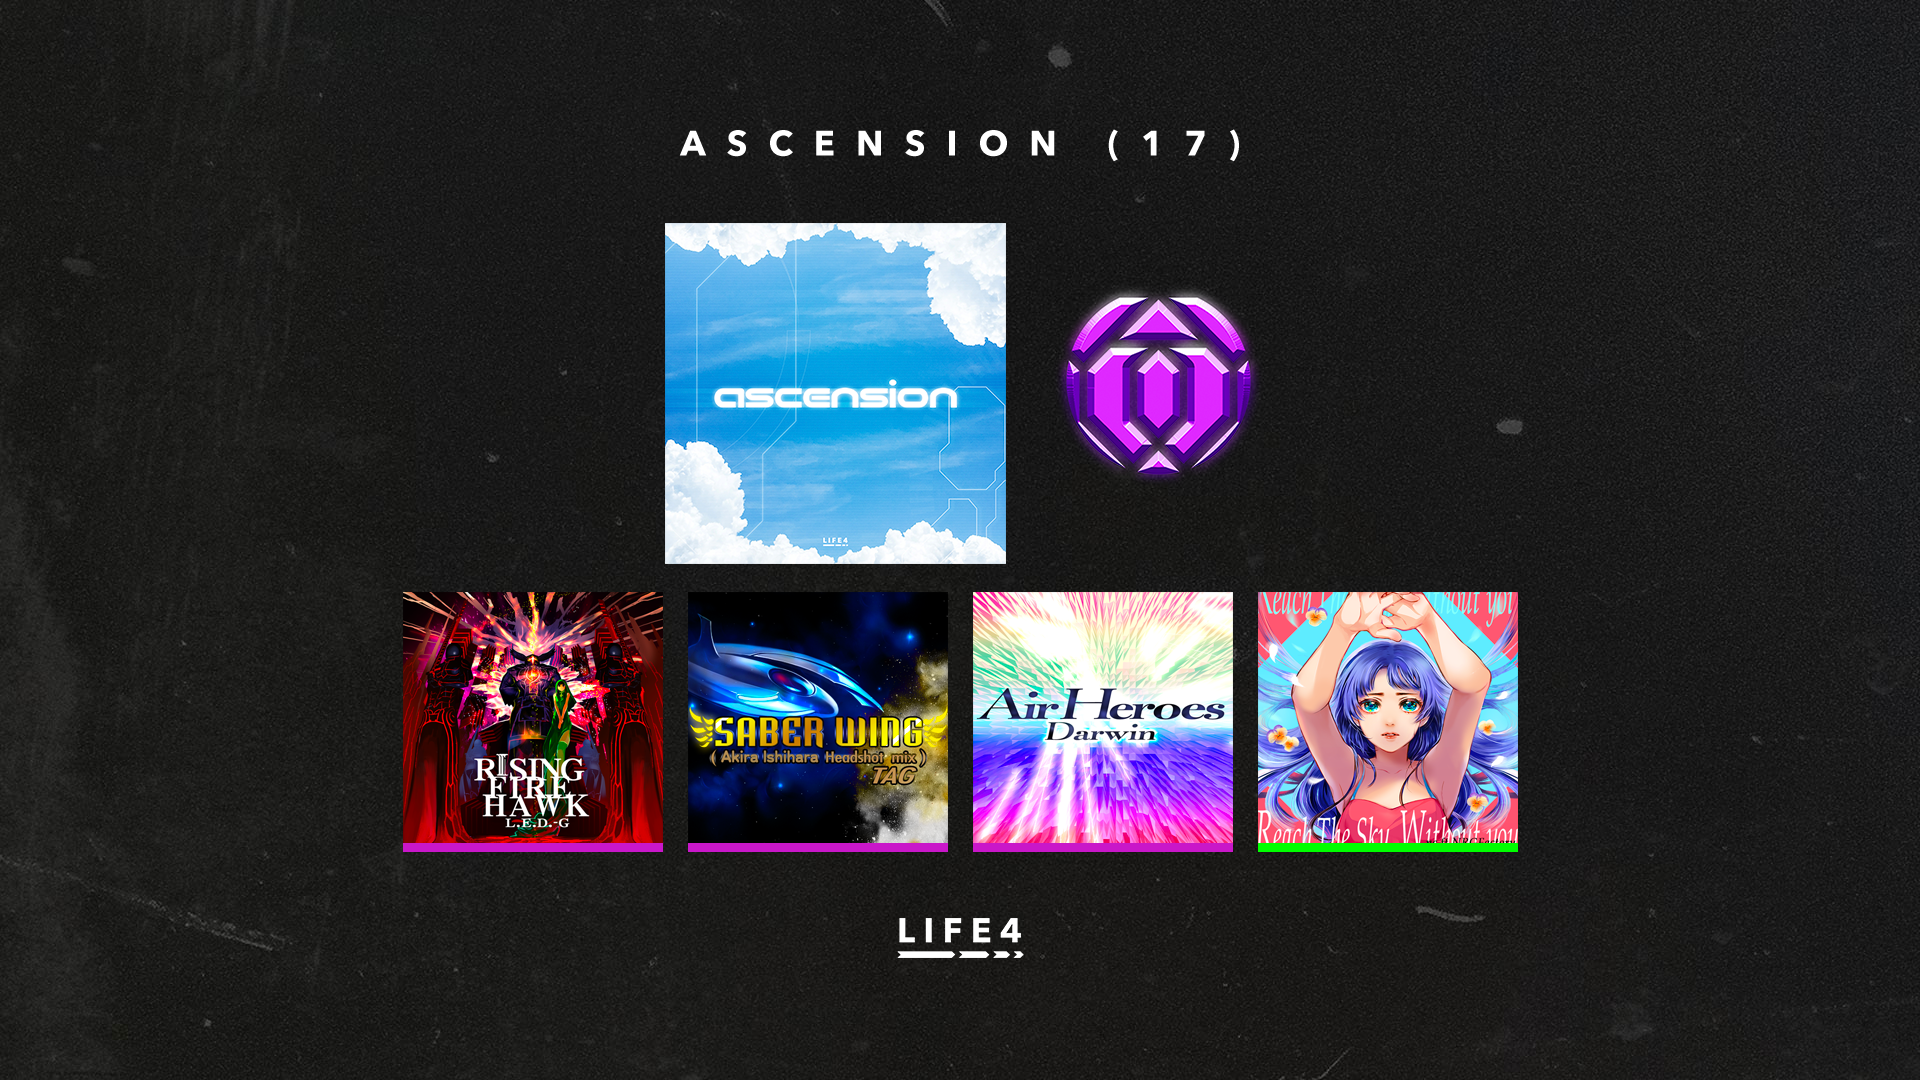 ASCENSION (17)
ascension
LIFE4
RISING
FIRE
HAWK
L.E.D.-G
SABER WING
(Akira Ishihara Headshot mix)
TAG
Air Heroes
Darwin
Reach The Sky, Without you
LIFE4